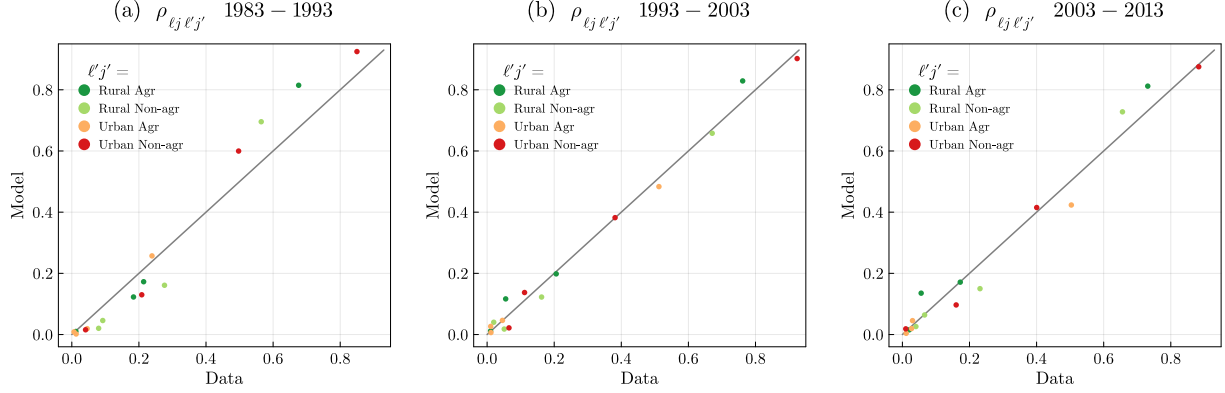 (a) ρ_{ℓj ℓ′j′} 1983 − 1993
ℓ′j′ =
Rural Agr
Rural Non-agr
Urban Agr
Urban Non-agr
Model
0.8
0.6
0.4
0.2
0.0
0.0 0.2 0.4 0.6 0.8
Data
(b) ρ_{ℓj ℓ′j′} 1993 − 2003
ℓ′j′ =
Rural Agr
Rural Non-agr
Urban Agr
Urban Non-agr
Model
0.8
0.6
0.4
0.2
0.0
0.0 0.2 0.4 0.6 0.8
Data
(c) ρ_{ℓj ℓ′j′} 2003 − 2013
ℓ′j′ =
Rural Agr
Rural Non-agr
Urban Agr
Urban Non-agr
Model
0.8
0.6
0.4
0.2
0.0
0.0 0.2 0.4 0.6 0.8
Data